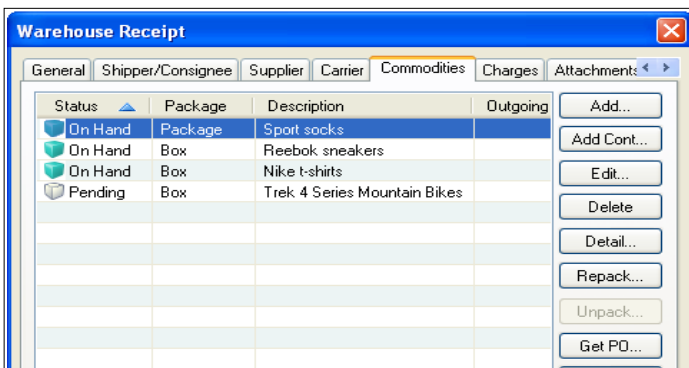 Warehouse Receipt
General Shipper/Consignee Supplier Carrier Commodities Charges Attachments
Status Package Description Outgoing
On Hand Package Sport socks
On Hand Box Reebok sneakers
On Hand Box Nike t-shirts
Pending Box Trek 4 Series Mountain Bikes
Add...
Add Cont...
Edit...
Delete
Detail...
Repack...
Unpack...
Get PO...